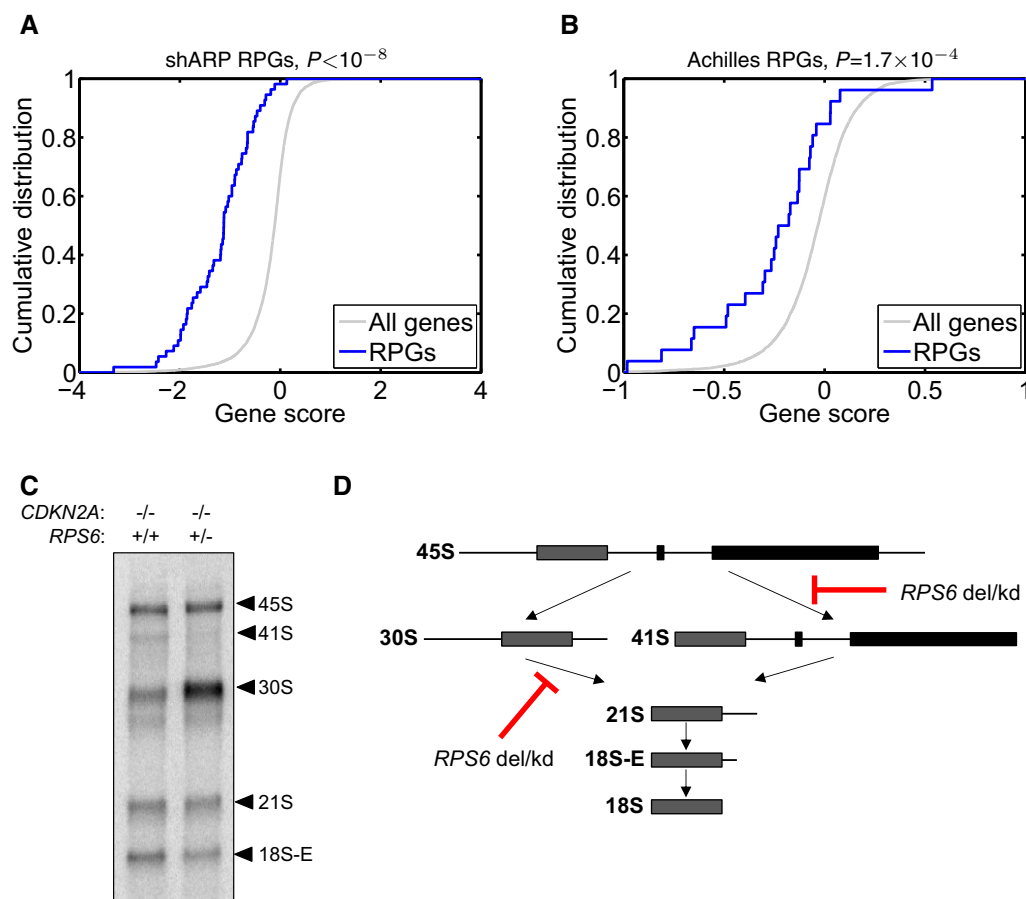 A
shARP RPGs, P<10−8
1
0.8
0.6
0.4
0.2
0
Cumulative distribution
All genes
RPGs
−4
−2
0
2
4
Gene score
B
Achilles RPGs, P=1.7×10−4
1
0.8
0.6
0.4
0.2
0
Cumulative distribution
All genes
RPGs
−1
−0.5
0
0.5
1
Gene score
C
CDKN2A: -/- -/-
RPS6: +/+ +/-
45S
41S
30S
21S
18S-E
D
45S
RPS6 del/kd
30S
41S
21S
RPS6 del/kd
18S-E
18S